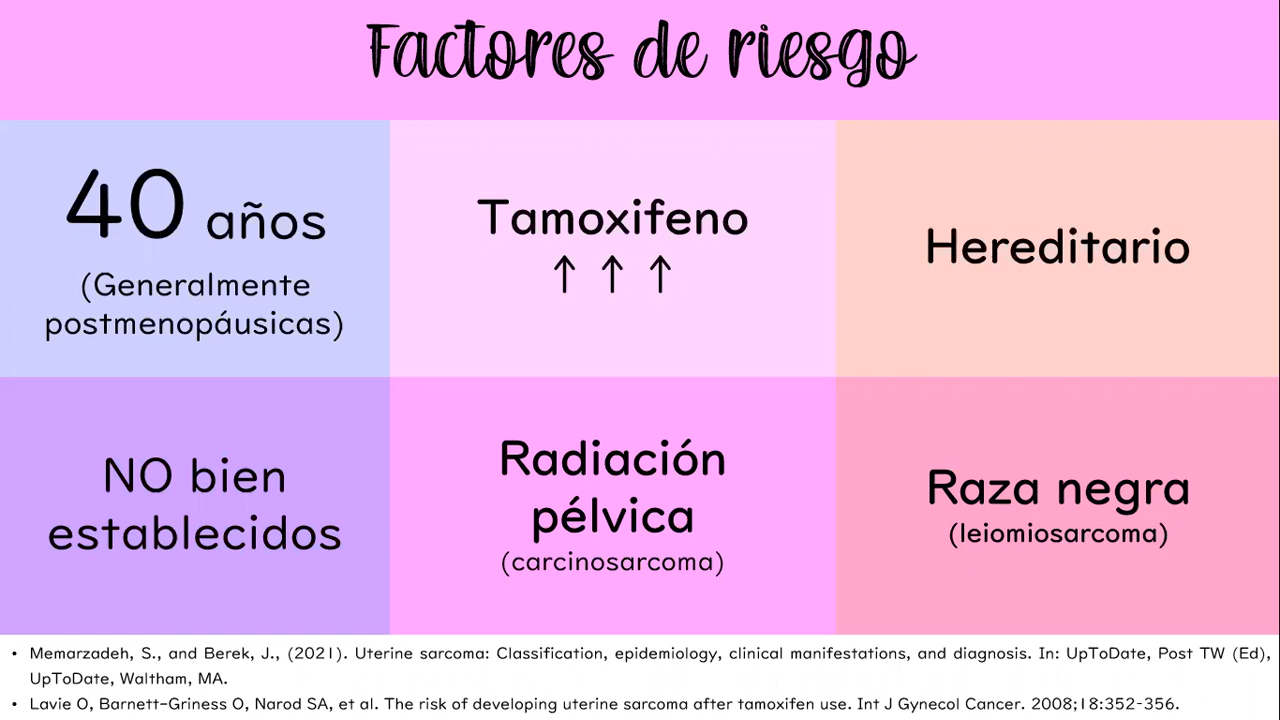 Factores de riesgo
40 años
(Generalmente
postmenopáusicas)
Tamoxifeno
↑ ↑ ↑
Hereditario
NO bien
establecidos
Radiación
pélvica
(carcinosarcoma)
Raza negra
(leiomiosarcoma)
• Memarzadeh, S., and Berek, J., (2021). Uterine sarcoma: Classification, epidemiology, clinical manifestations, and diagnosis. In: UpToDate, Post TW (Ed),
UpToDate, Waltham, MA.
• Lavie O, Barnett-Griness O, Narod SA, et al. The risk of developing uterine sarcoma after tamoxifen use. Int J Gynecol Cancer. 2008;18:352-356.